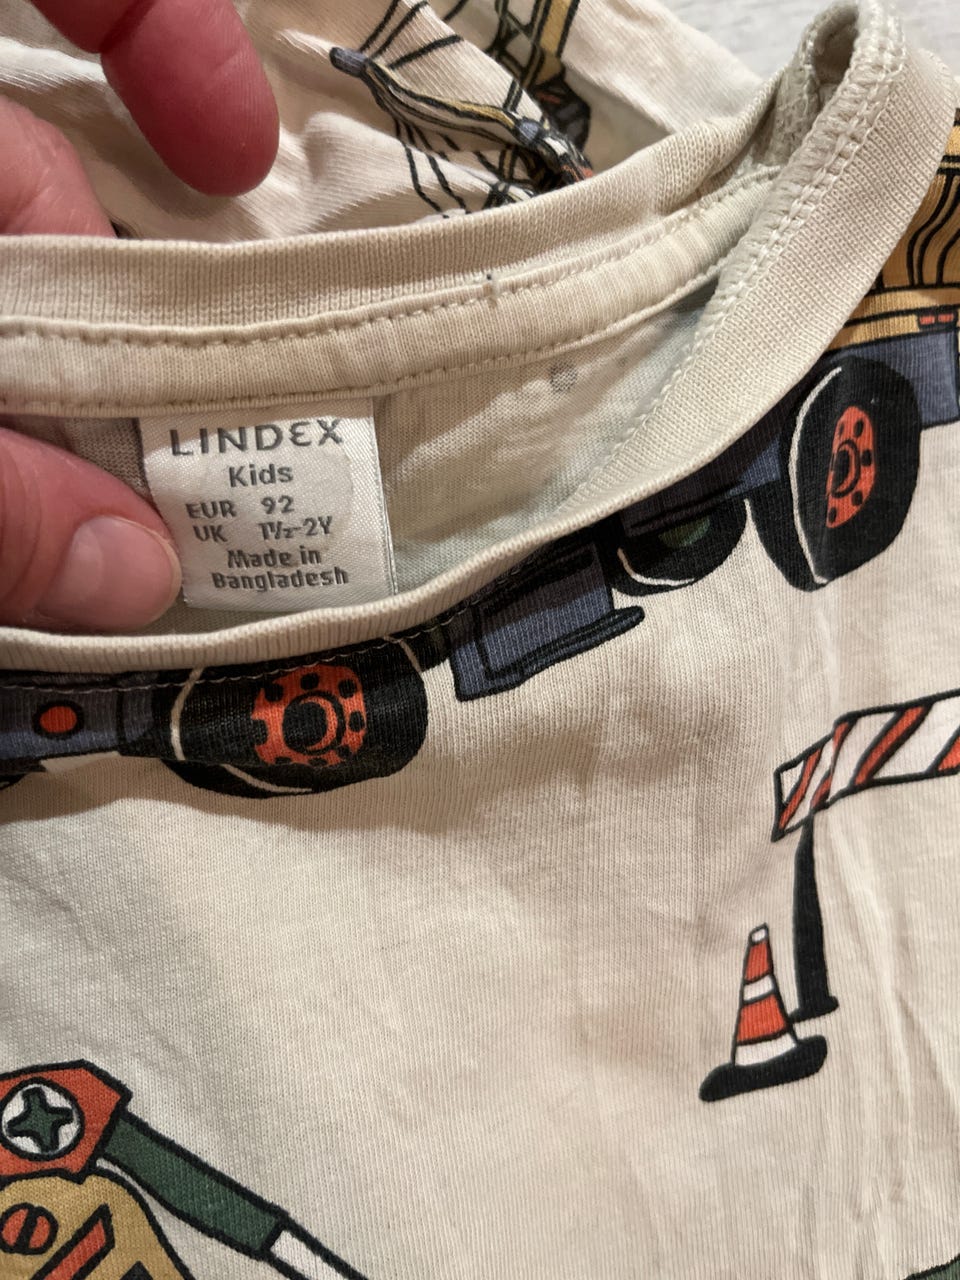 LINDEX
Kids
EUR 92
UK 1½-2Y
Made in
Bangladesh